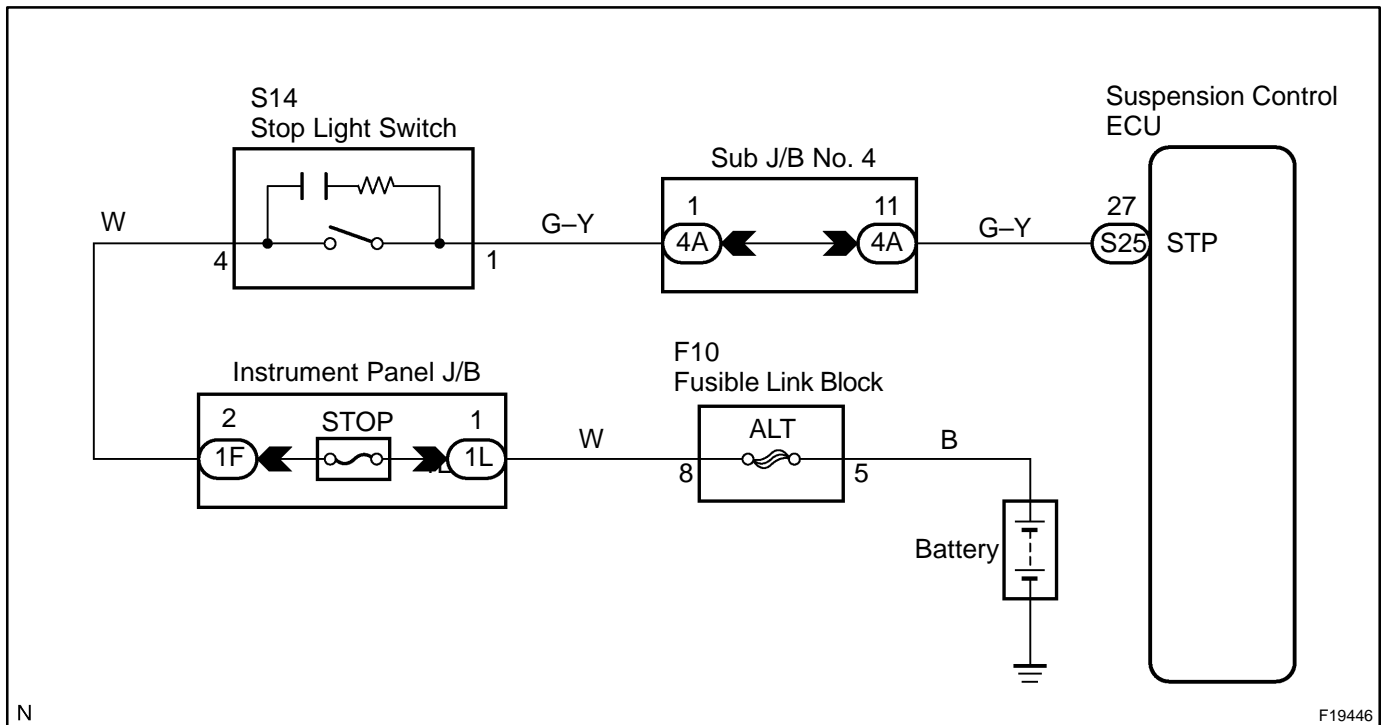 S14
Stop Light Switch
Suspension Control
ECU
Sub J/B No. 4
W
4
1
G–Y
1
4A
11
4A
G–Y
27
S25
STP
Instrument Panel J/B
F10
Fusible Link Block
2
1F
STOP
1
1L
W
8
ALT
5
B
Battery
N
F19446